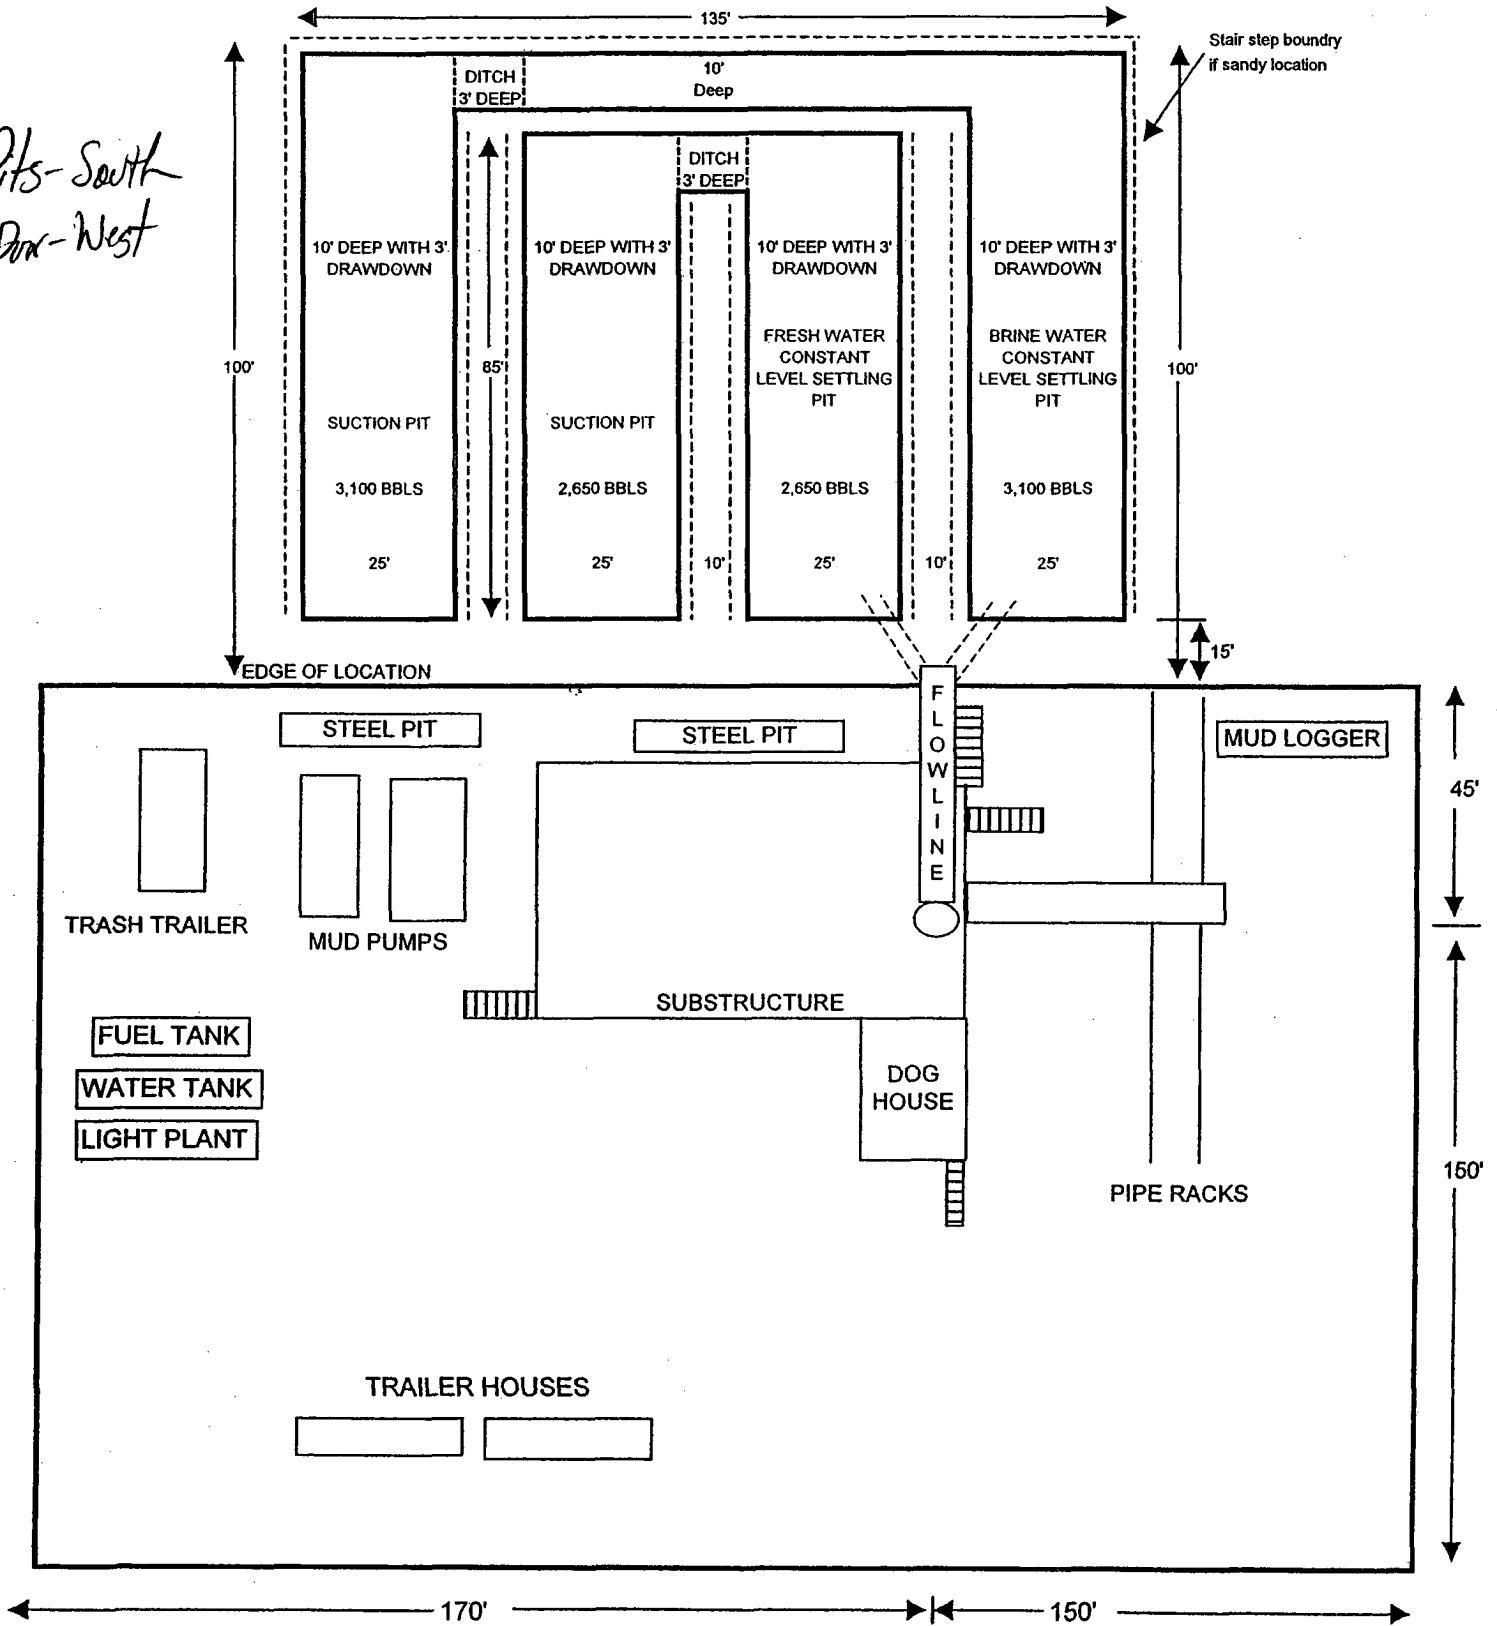 135'
Stair step boundry
if sandy location
DITCH
3' DEEP
10'
Deep
DITCH
3' DEEP
Pits - South
Door - West
10' DEEP WITH 3'
DRAWDOWN
10' DEEP WITH 3'
DRAWDOWN
10' DEEP WITH 3'
DRAWDOWN
10' DEEP WITH 3'
DRAWDOWN
FRESH WATER
CONSTANT
LEVEL SETTLING
PIT
BRINE WATER
CONSTANT
LEVEL SETTLING
PIT
100'
85'
100'
SUCTION PIT
SUCTION PIT
3,100 BBLS
2,650 BBLS
2,650 BBLS
3,100 BBLS
25'
25'
10'
25'
10'
25'
15'
EDGE OF LOCATION
STEEL PIT
STEEL PIT
FLOWLINE
MUD LOGGER
45'
TRASH TRAILER
MUD PUMPS
SUBSTRUCTURE
FUEL TANK
WATER TANK
LIGHT PLANT
DOG
HOUSE
150'
PIPE RACKS
TRAILER HOUSES
170'
150'